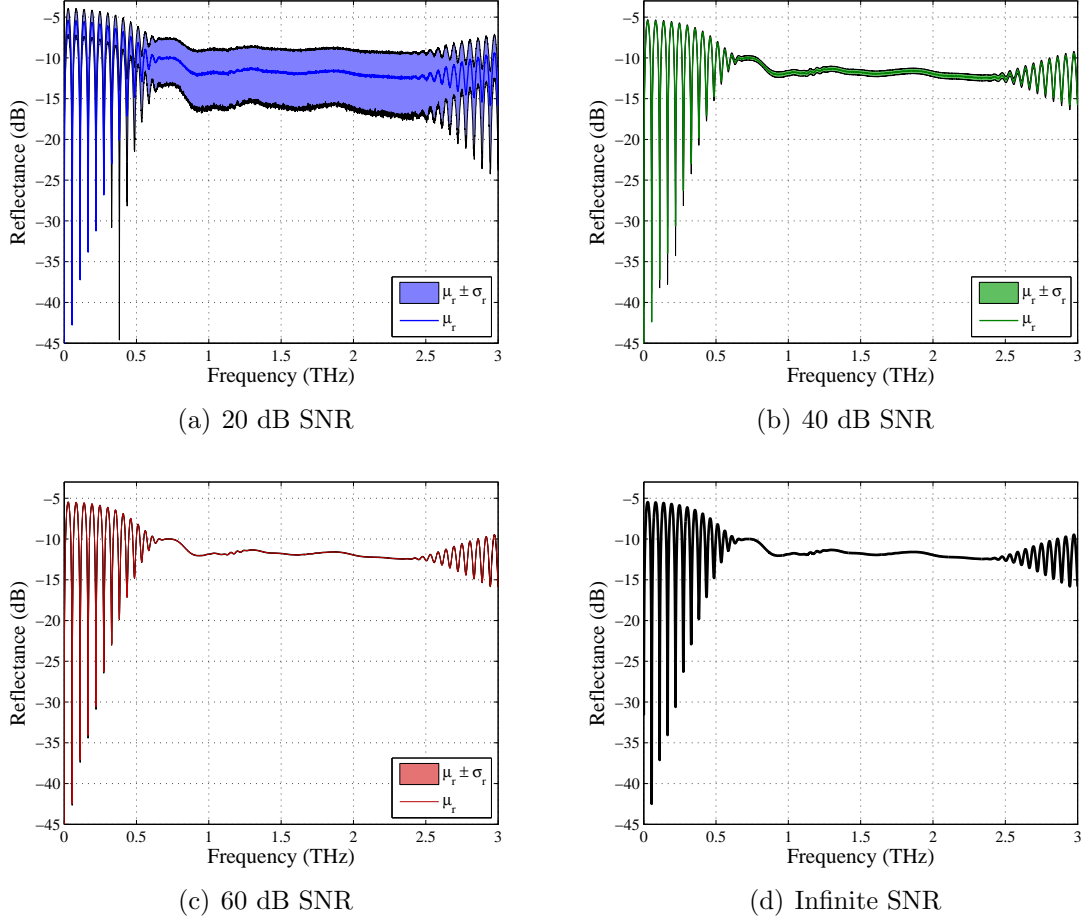 −5
−10
−15
−20
−25
−30
−35
−40
−45
0 0.5 1 1.5 2 2.5 3
Reflectance (dB)
Frequency (THz)
μr ± σr
μr
(a) 20 dB SNR
−5
−10
−15
−20
−25
−30
−35
−40
−45
0 0.5 1 1.5 2 2.5 3
Reflectance (dB)
Frequency (THz)
μr ± σr
μr
(b) 40 dB SNR
−5
−10
−15
−20
−25
−30
−35
−40
−45
0 0.5 1 1.5 2 2.5 3
Reflectance (dB)
Frequency (THz)
μr ± σr
μr
(c) 60 dB SNR
−5
−10
−15
−20
−25
−30
−35
−40
−45
0 0.5 1 1.5 2 2.5 3
Reflectance (dB)
Frequency (THz)
(d) Infinite SNR